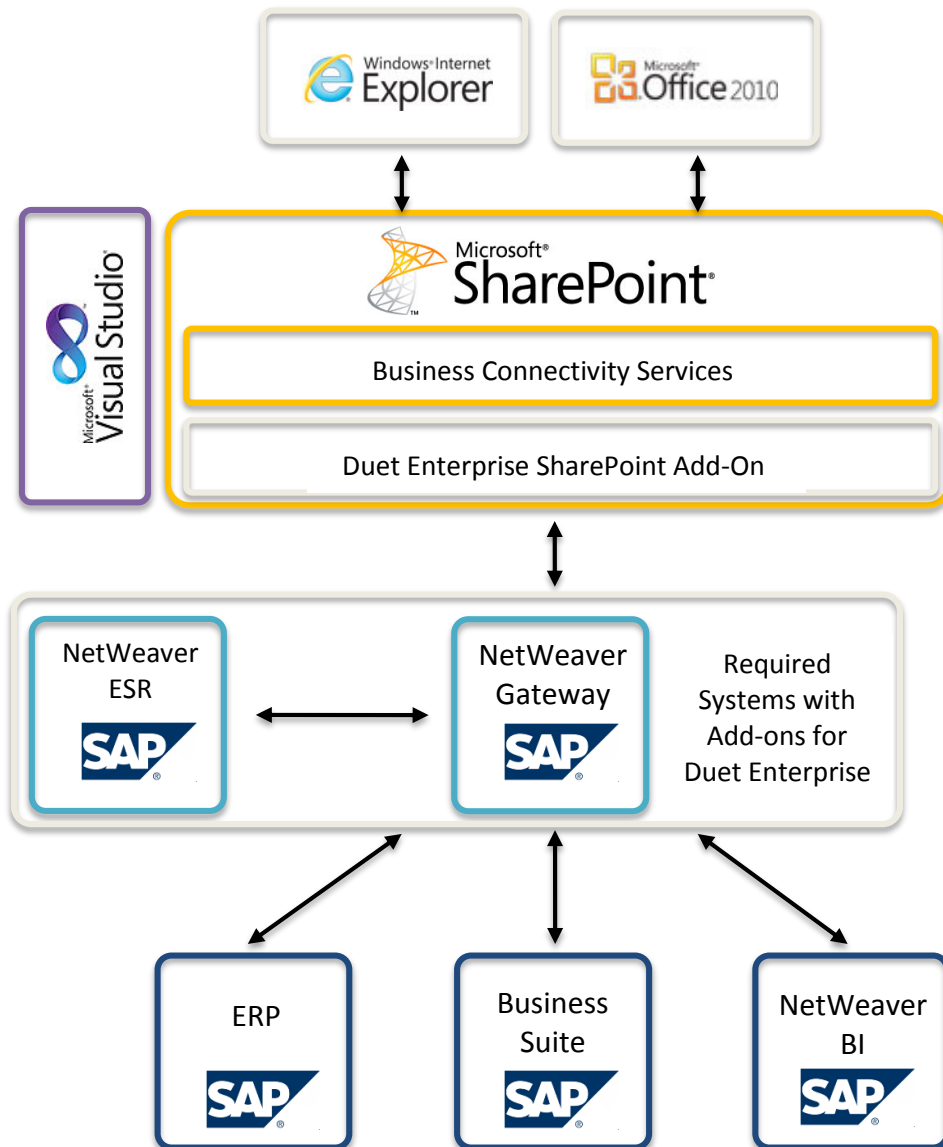 Windows® Internet
Explorer
Microsoft®
Office 2010
Microsoft®
SharePoint®
™
Microsoft®
Visual Studio®
™
Business Connectivity Services
Duet Enterprise SharePoint Add-On
NetWeaver
ESR
SAP
®
NetWeaver
Gateway
SAP
®
Required
Systems with
Add-ons for
Duet Enterprise
ERP
SAP
®
Business
Suite
SAP
®
NetWeaver
BI
SAP
®